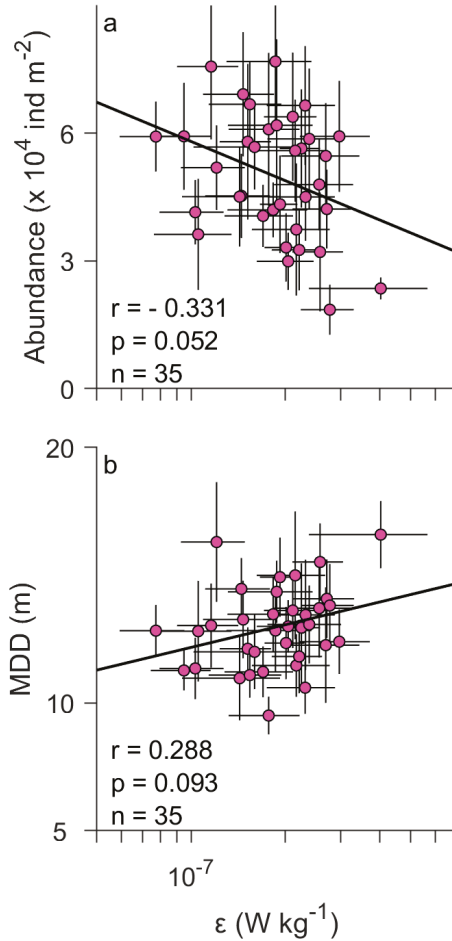 a
Abundance (x 10⁴ ind m⁻²)
6
3
0
r = - 0.331
p = 0.052
n = 35
b
MDD (m)
20
10
5
r = 0.288
p = 0.093
n = 35
10⁻⁷
ε (W kg⁻¹)